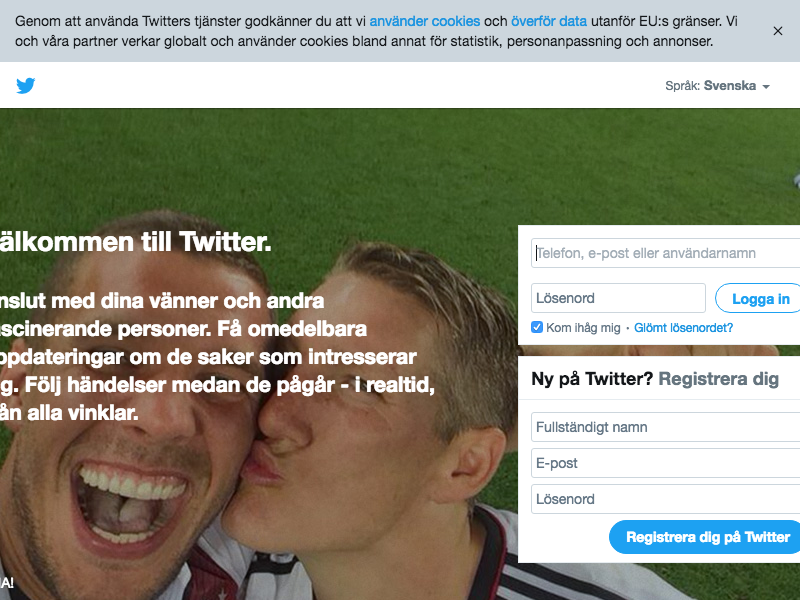 Genom att använda Twitters tjänster godkänner du att vi använder cookies och överför data utanför EU:s gränser. Vi
och våra partner verkar globalt och använder cookies bland annat för statistik, personanpassning och annonser.
Språk: Svenska
älkommen till Twitter.
nslut med dina vänner och andra
ascinerande personer. Få omedelbara
ppdateringar om de saker som intresserar
g. Följ händelser medan de pågår - i realtid,
ån alla vinklar.
Telefon, e-post eller användarnamn
Lösenord
Logga in
Kom ihåg mig · Glömt lösenordet?
Ny på Twitter? Registrera dig
Fullständigt namn
E-post
Lösenord
Registrera dig på Twitter
A!